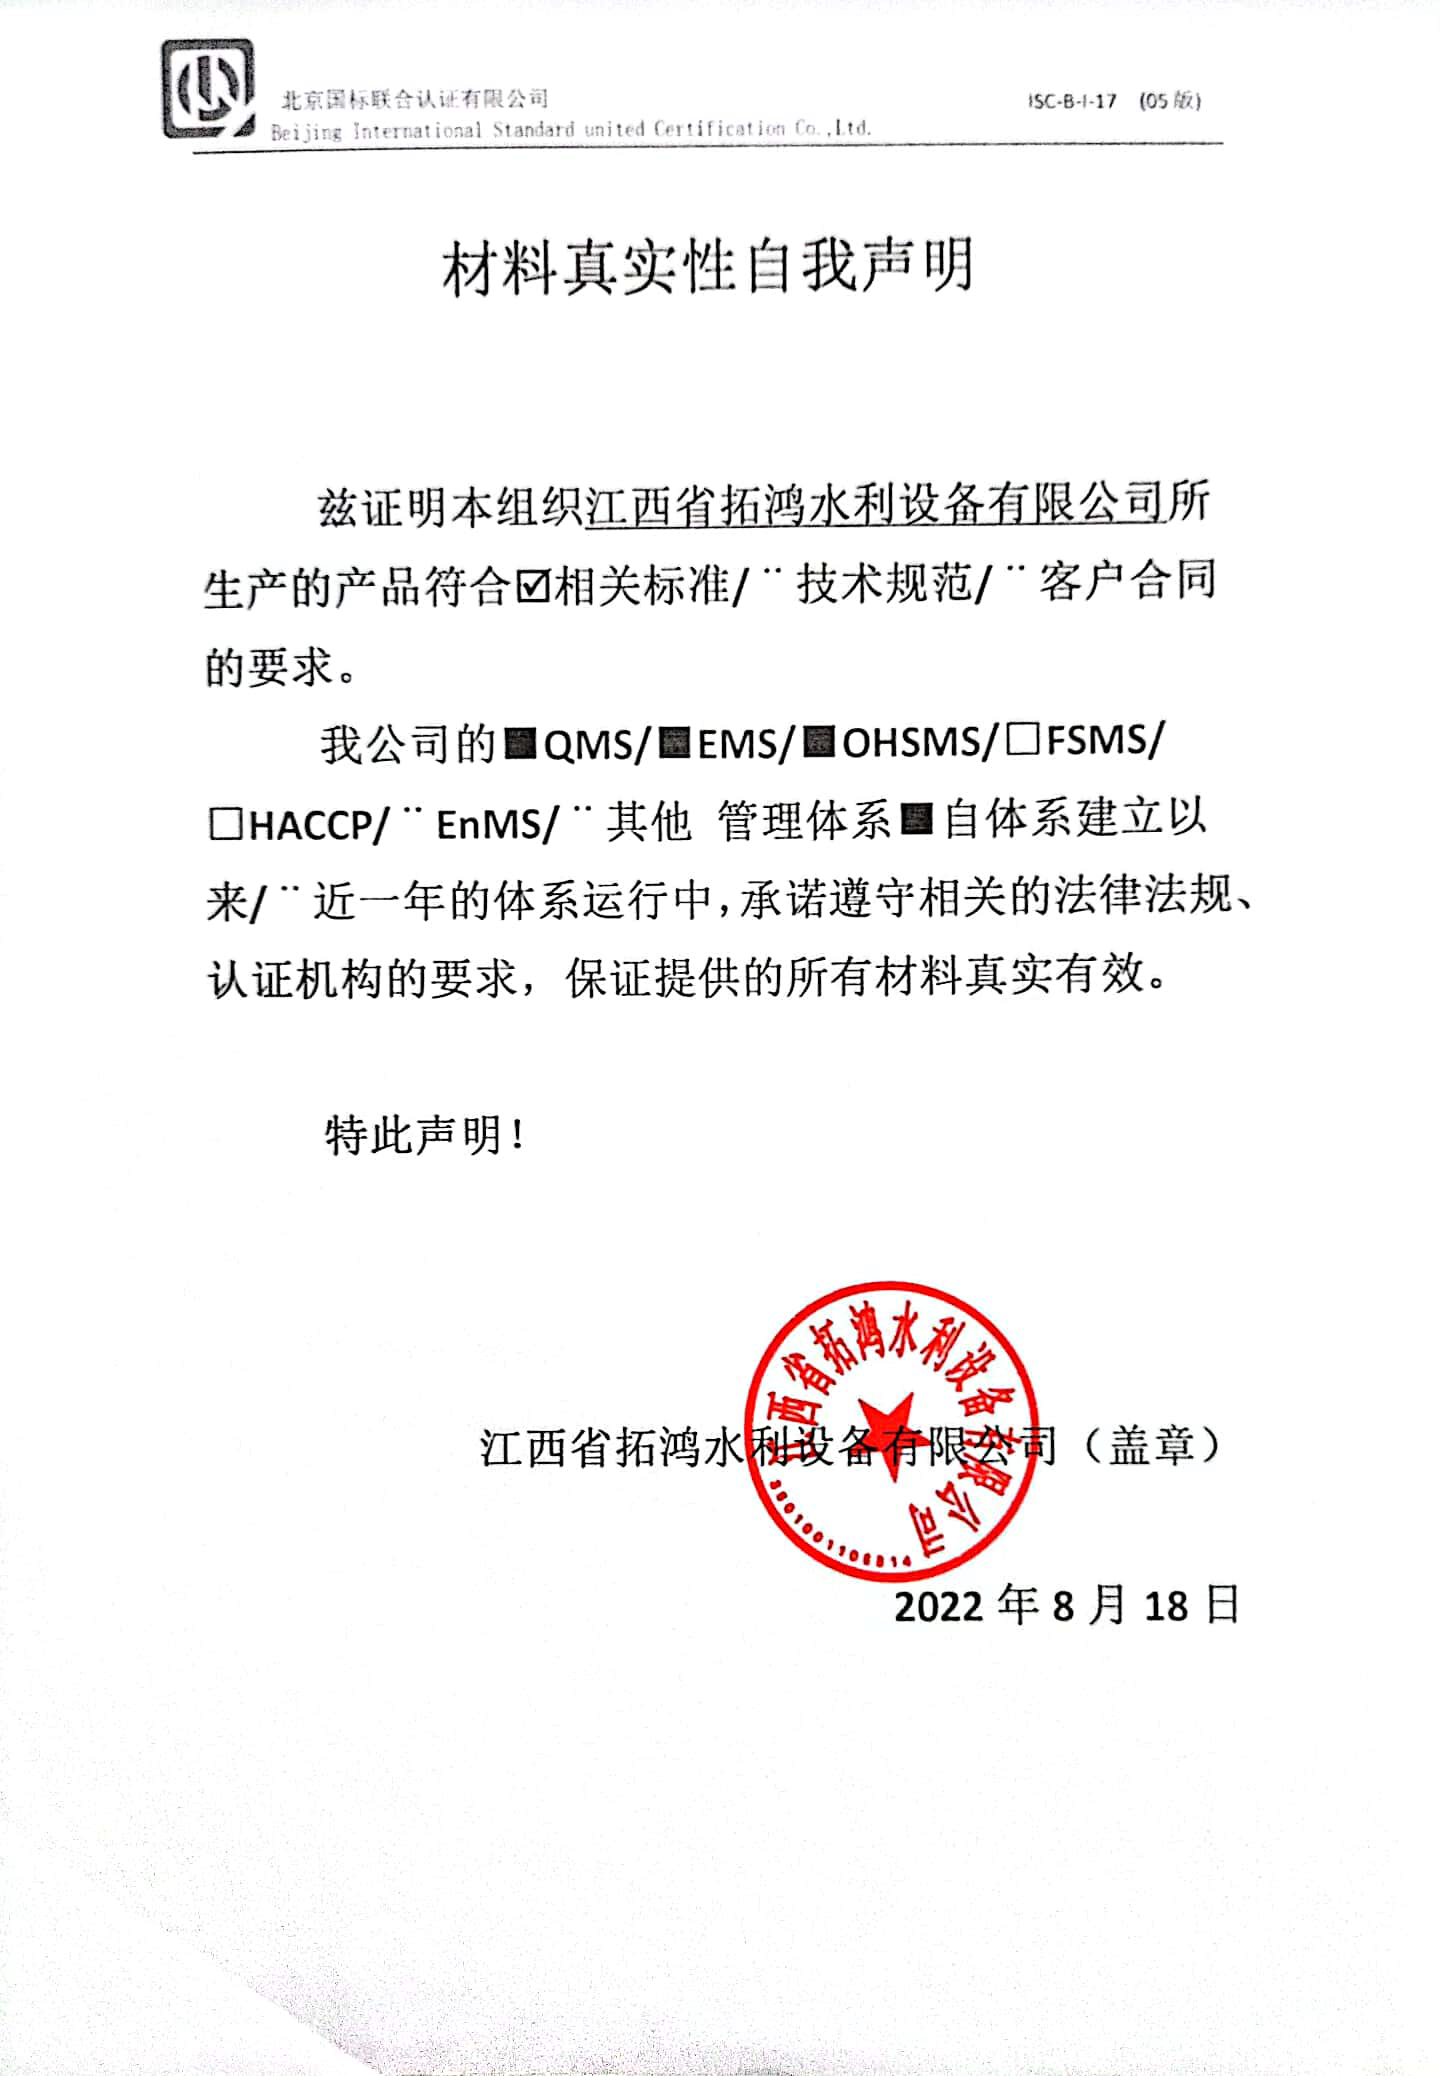 北京国标联合认证有限公司
ISC-B-I-17 (05版)
Beijing International Standard united Certification Co.,Ltd.
材料真实性自我声明
兹证明本组织江西省拓鸿水利设备有限公司所
生产的产品符合☑相关标准/¨技术规范/¨客户合同
的要求。
我公司的■QMS/■EMS/■OHSMS/□FSMS/
□HACCP/¨EnMS/¨其他 管理体系■自体系建立以
来/¨近一年的体系运行中,承诺遵守相关的法律法规、
认证机构的要求，保证提供的所有材料真实有效。
特此声明！
江西省拓鸿水利设备有限公司
江西省拓鸿水利设备有限公司（盖章）
2022 年 8 月 18 日